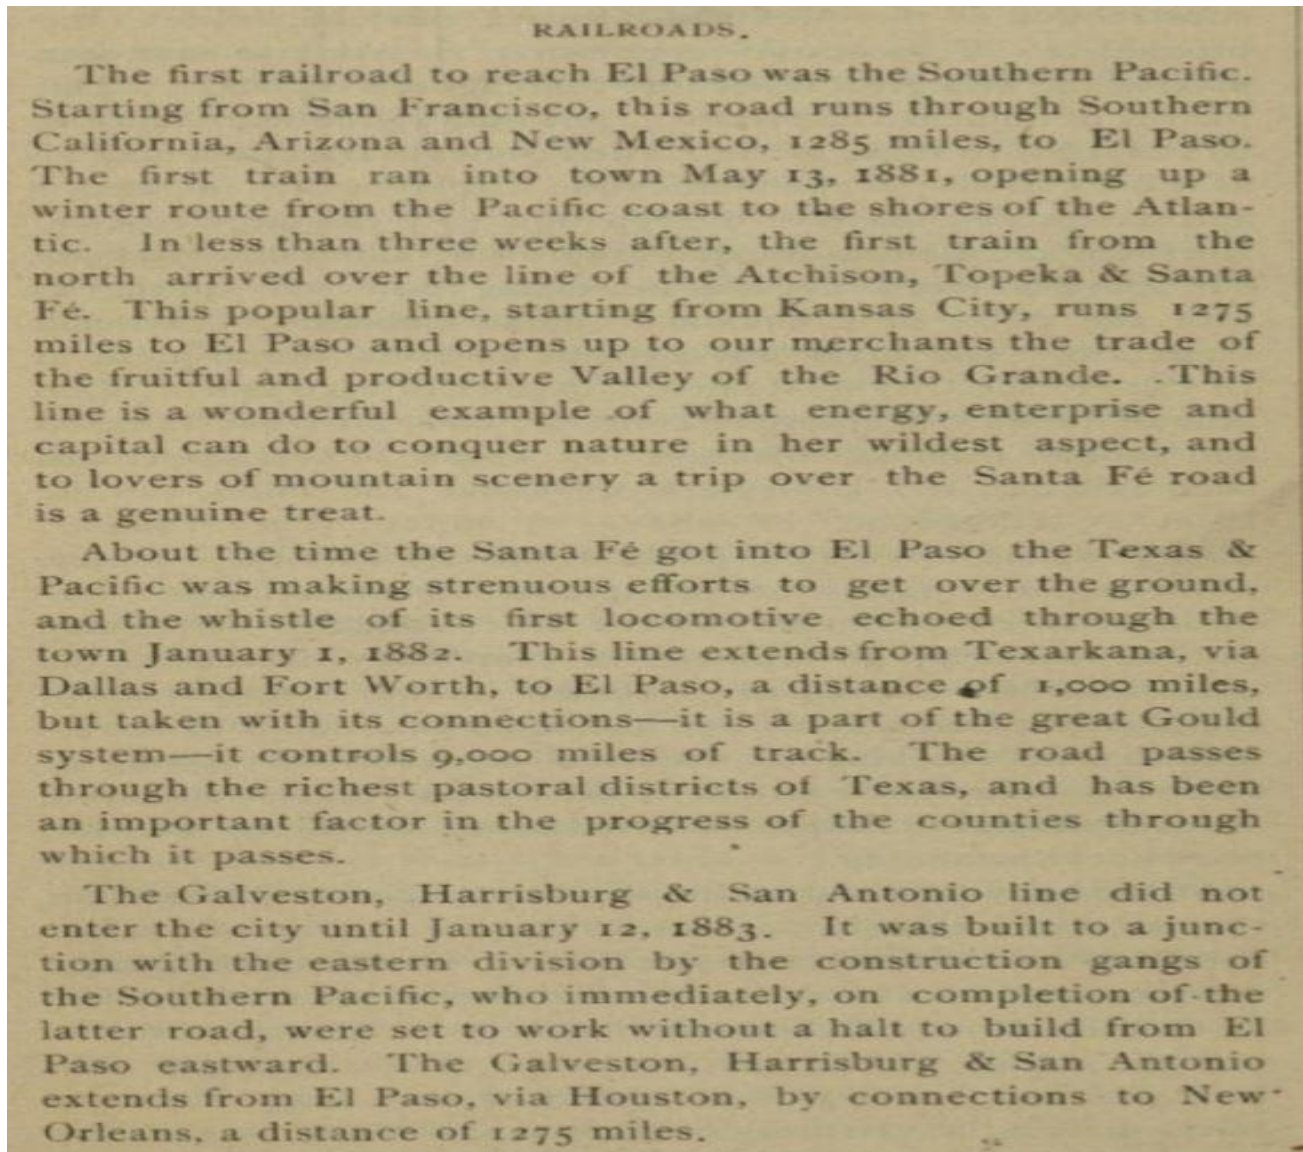 RAILROADS.
The first railroad to reach El Paso was the Southern Pacific.
Starting from San Francisco, this road runs through Southern
California, Arizona and New Mexico, 1285 miles, to El Paso.
The first train ran into town May 13, 1881, opening up a
winter route from the Pacific coast to the shores of the Atlan-
tic. In less than three weeks after, the first train from the
north arrived over the line of the Atchison, Topeka & Santa
Fé. This popular line, starting from Kansas City, runs 1275
miles to El Paso and opens up to our merchants the trade of
the fruitful and productive Valley of the Rio Grande. This
line is a wonderful example of what energy, enterprise and
capital can do to conquer nature in her wildest aspect, and
to lovers of mountain scenery a trip over the Santa Fé road
is a genuine treat.
About the time the Santa Fé got into El Paso the Texas &
Pacific was making strenuous efforts to get over the ground,
and the whistle of its first locomotive echoed through the
town January 1, 1882. This line extends from Texarkana, via
Dallas and Fort Worth, to El Paso, a distance of 1,000 miles,
but taken with its connections—it is a part of the great Gould
system—it controls 9,000 miles of track. The road passes
through the richest pastoral districts of Texas, and has been
an important factor in the progress of the counties through
which it passes.
The Galveston, Harrisburg & San Antonio line did not
enter the city until January 12, 1883. It was built to a junc-
tion with the eastern division by the construction gangs of
the Southern Pacific, who immediately, on completion of the
latter road, were set to work without a halt to build from El
Paso eastward. The Galveston, Harrisburg & San Antonio
extends from El Paso, via Houston, by connections to New
Orleans, a distance of 1275 miles.